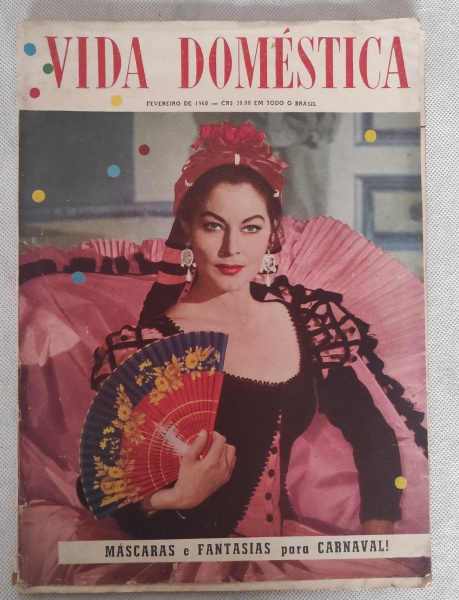 VIDA DOMÉSTICA
FEVEREIRO DE 1960 — CR$ 30,00 EM TODO O BRASIL
MÁSCARAS e FANTASIAS para CARNAVAL!